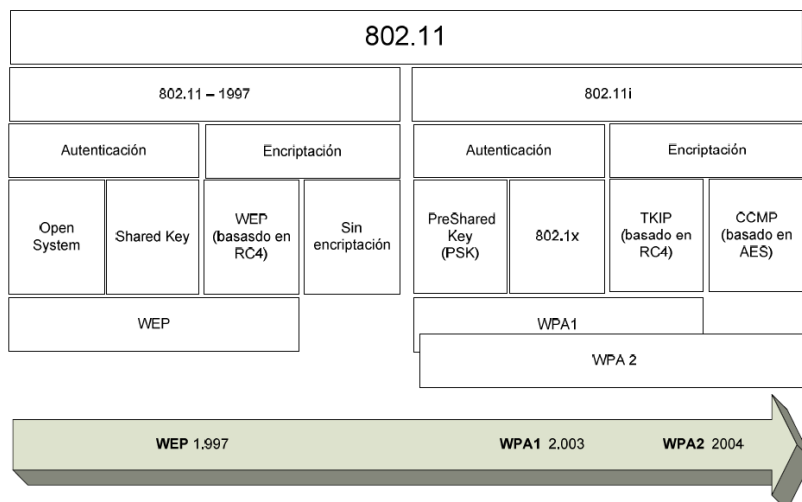 802.11
802.11 – 1997
802.11i
Autenticación
Encriptación
Autenticación
Encriptación
Open
System
Shared Key
WEP
(basasdo en
RC4)
Sin
encriptación
PreShared
Key
(PSK)
802.1x
TKIP
(basado en
RC4)
CCMP
(basado en
AES)
WEP
WPA1
WPA 2
WEP 1.997
WPA1 2.003
WPA2 2004